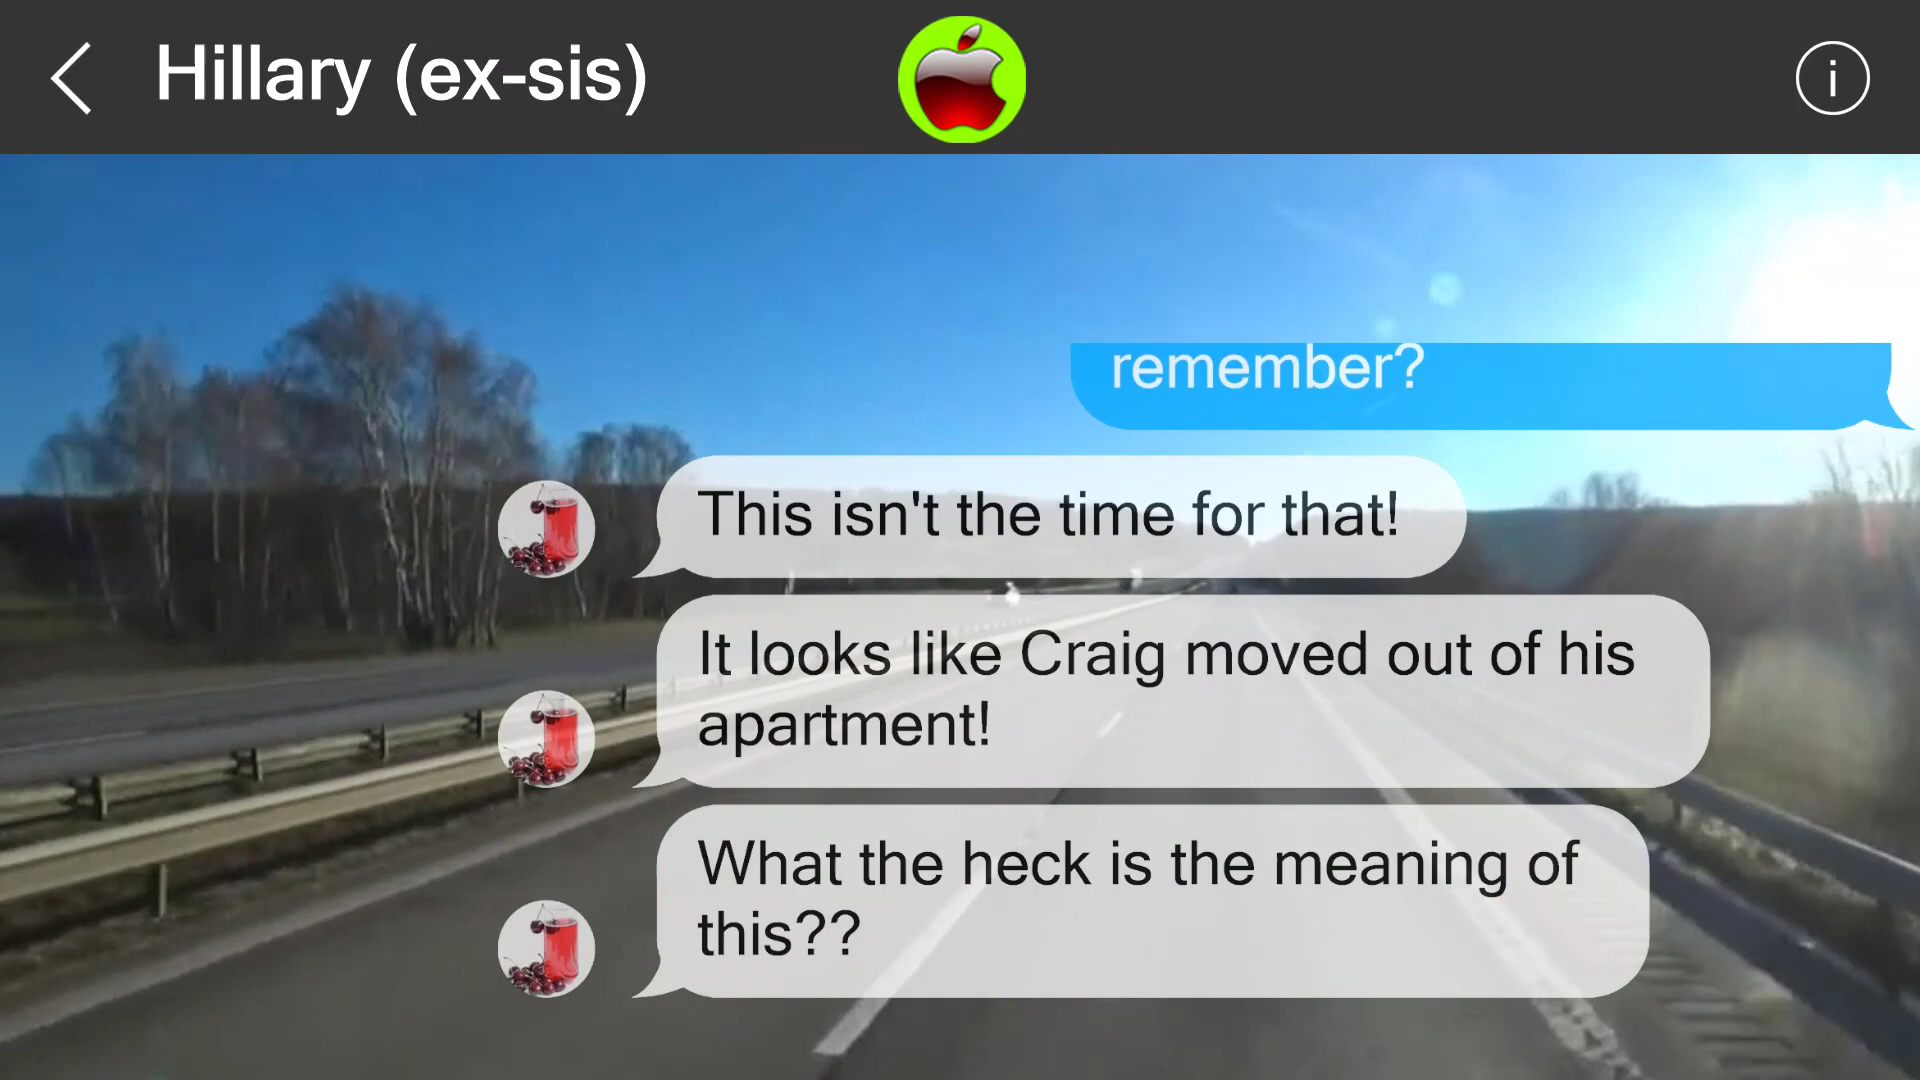 Hillary (ex-sis)
remember?
This isn't the time for that!
It looks like Craig moved out of his
apartment!
What the heck is the meaning of
this??